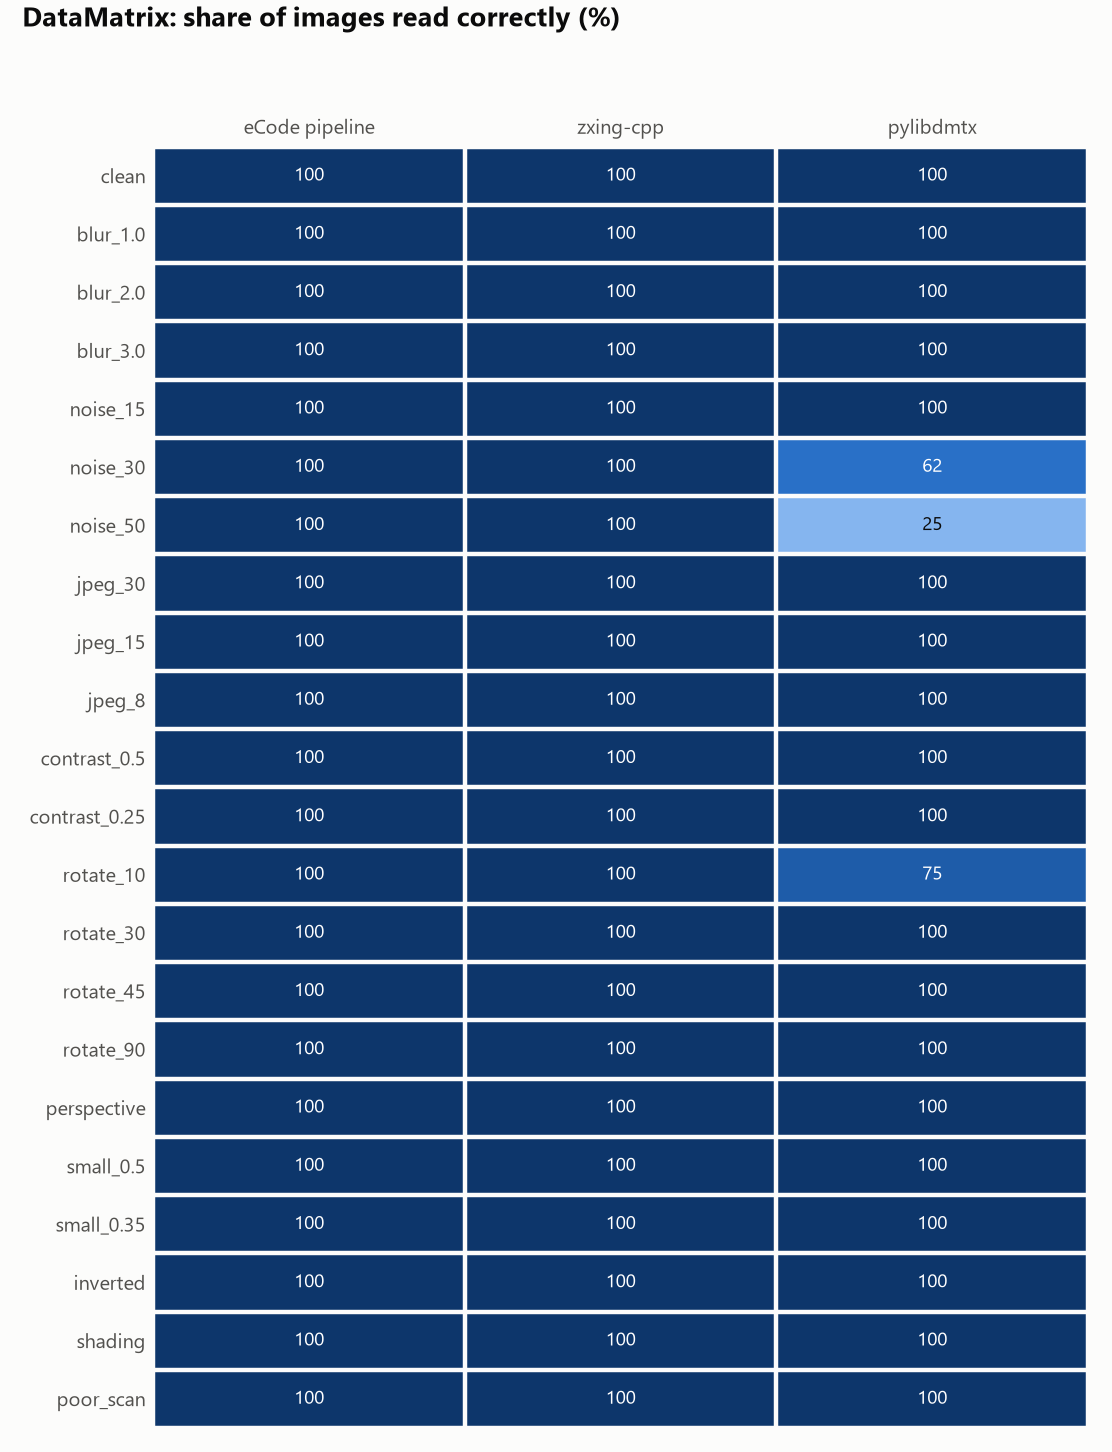 DataMatrix: share of images read correctly (%)
eCode pipeline zxing-cpp pylibdmtx
clean 100 100 100
blur_1.0 100 100 100
blur_2.0 100 100 100
blur_3.0 100 100 100
noise_15 100 100 100
noise_30 100 100 62
noise_50 100 100 25
jpeg_30 100 100 100
jpeg_15 100 100 100
jpeg_8 100 100 100
contrast_0.5 100 100 100
contrast_0.25 100 100 100
rotate_10 100 100 75
rotate_30 100 100 100
rotate_45 100 100 100
rotate_90 100 100 100
perspective 100 100 100
small_0.5 100 100 100
small_0.35 100 100 100
inverted 100 100 100
shading 100 100 100
poor_scan 100 100 100